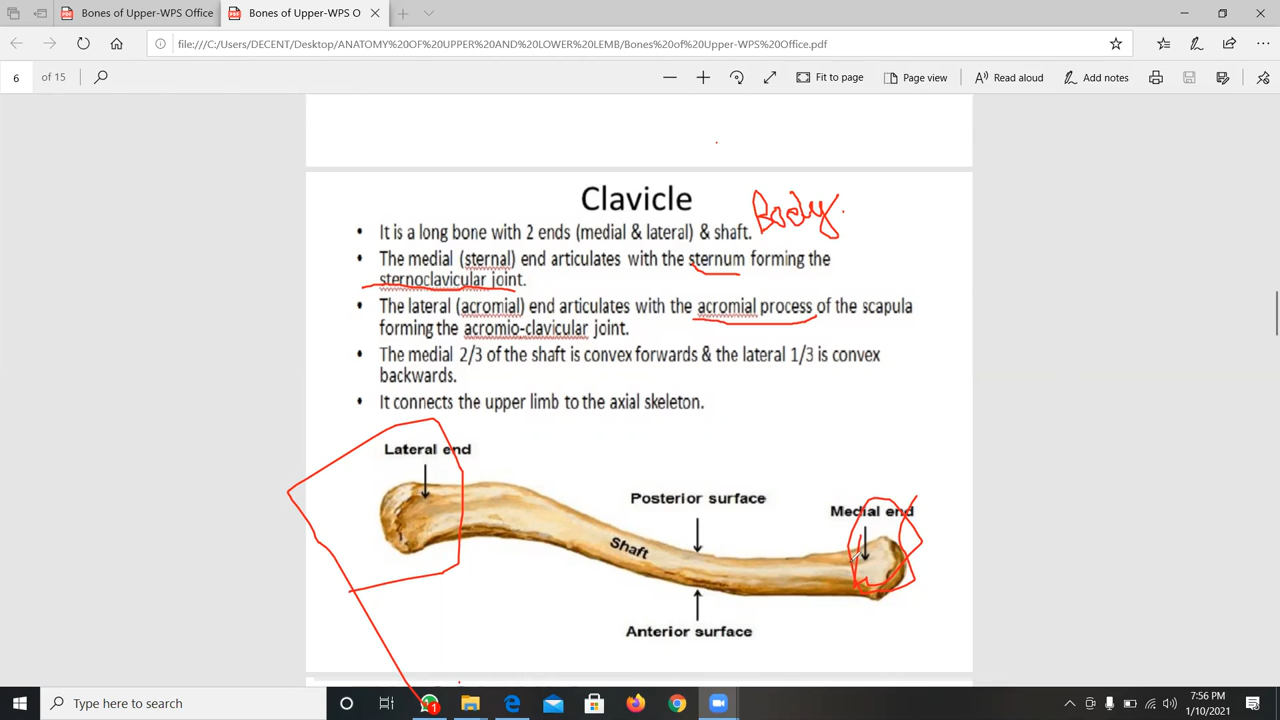 Bones of Upper-WPS Office
Bones of Upper-WPS O
file:///C:/Users/DECENT/Desktop/ANATOMY%20OF%20UPPER%20AND%20LOWER%20LEMB/Bones%20of%20Upper-WPS%20Office.pdf
6 of 15
Fit to page
Page view
Read aloud
Add notes
Clavicle
Body.
• It is a long bone with 2 ends (medial & lateral) & shaft.
• The medial (sternal) end articulates with the sternum forming the
sternoclavicular joint.
• The lateral (acromial) end articulates with the acromial process of the scapula
forming the acromio-clavicular joint.
• The medial 2/3 of the shaft is convex forwards & the lateral 1/3 is convex
backwards.
• It connects the upper limb to the axial skeleton.
Lateral end
Posterior surface
Medial end
Shaft
Anterior surface
Type here to search
1
7:56 PM
1/10/2021